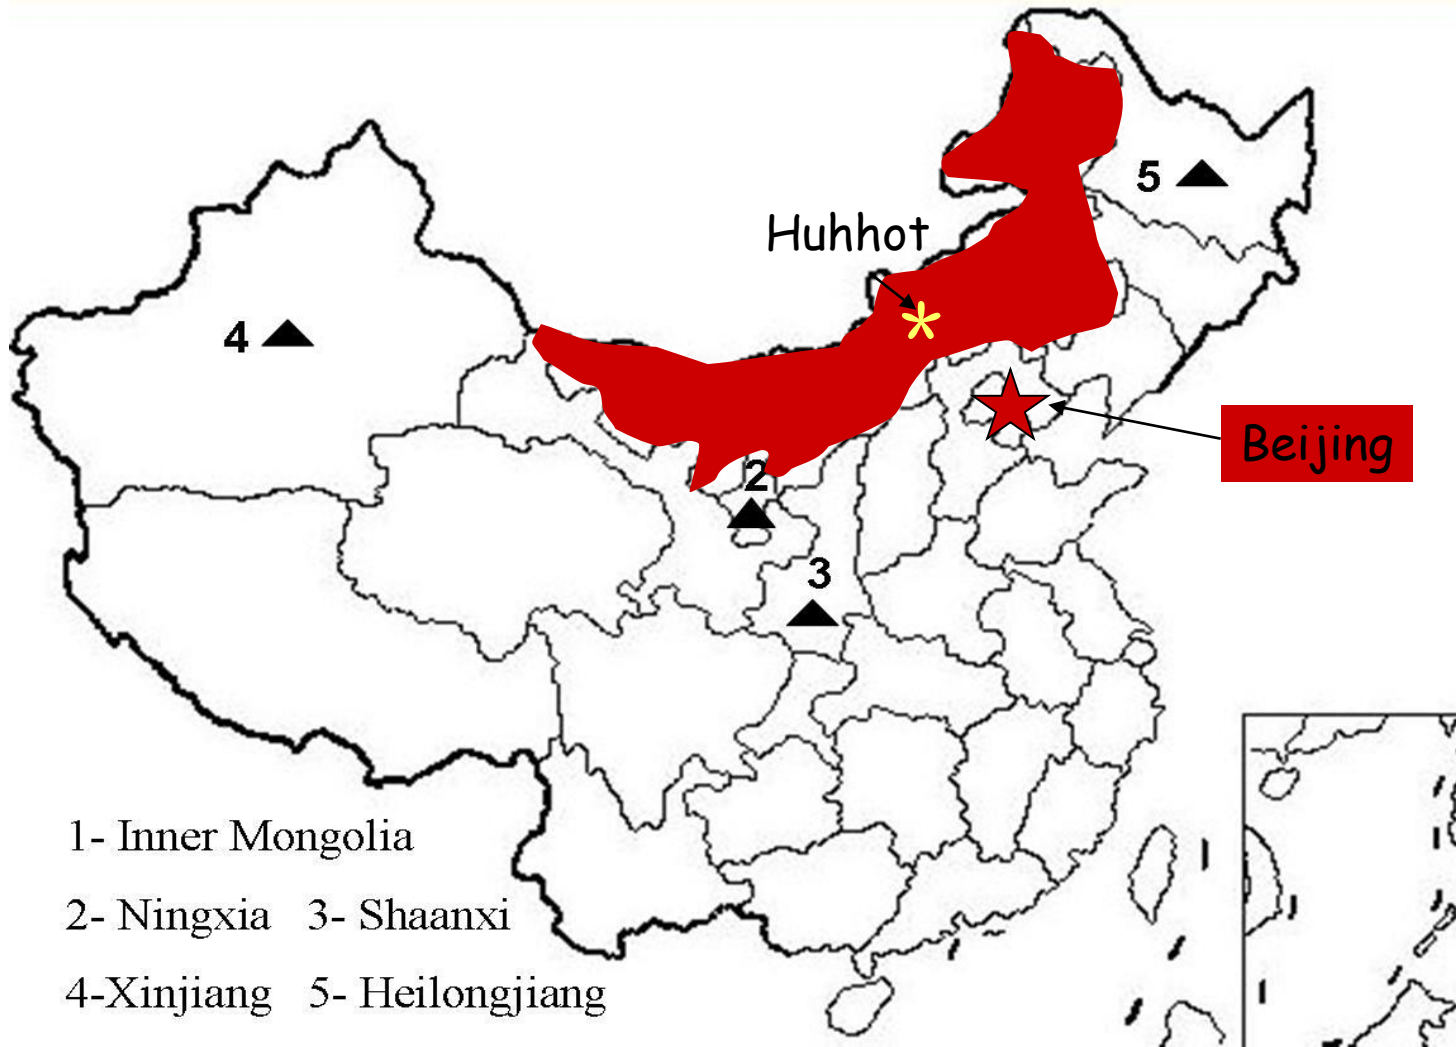 5
Huhhot
4
Beijing
2
3
1- Inner Mongolia
2- Ningxia 3- Shaanxi
4-Xinjiang 5- Heilongjiang